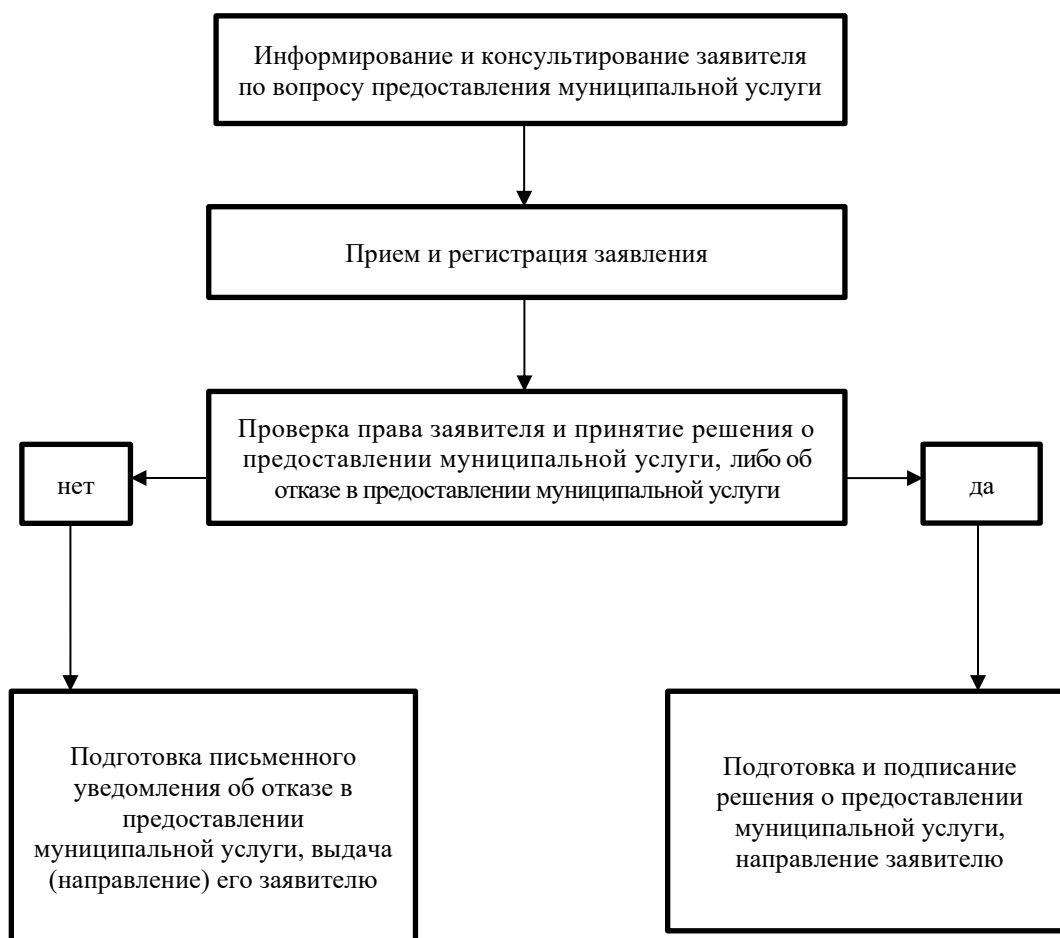 Информирование и консультирование заявителя
по вопросу предоставления муниципальной услуги
Прием и регистрация заявления
Проверка права заявителя и принятие решения о
предоставлении муниципальной услуги, либо об
отказе в предоставлении муниципальной услуги
нет
да
Подготовка письменного
уведомления об отказе в
предоставлении
муниципальной услуги, выдача
(направление) его заявителю
Подготовка и подписание
решения о предоставлении
муниципальной услуги,
направление заявителю